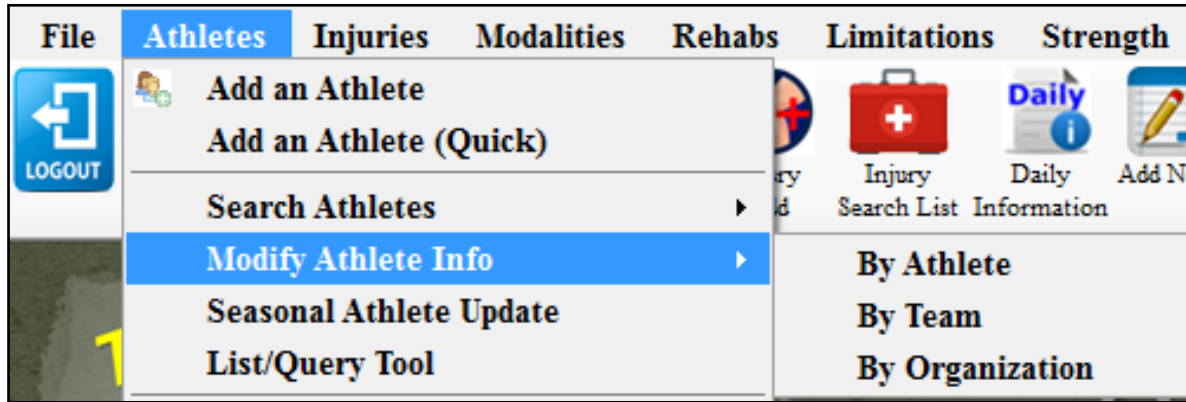 File Athletes Injuries Modalities Rehabs Limitations Strength
LOGOUT
Add an Athlete
Add an Athlete (Quick)
Search Athletes
Modify Athlete Info
Seasonal Athlete Update
List/Query Tool
Daily
Injury
Search List
Daily
Information
Add
By Athlete
By Team
By Organization